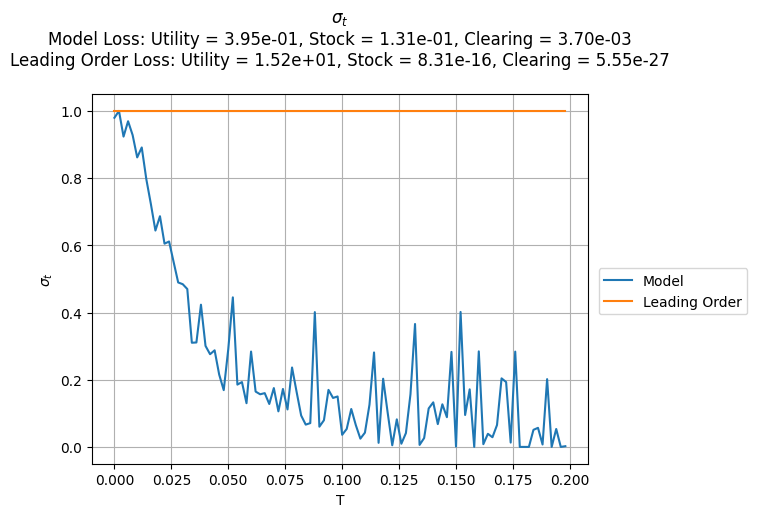 σt
Model Loss: Utility = 3.95e-01, Stock = 1.31e-01, Clearing = 3.70e-03
Leading Order Loss: Utility = 1.52e+01, Stock = 8.31e-16, Clearing = 5.55e-27
1.0
0.8
0.6
0.4
0.2
0.0
σt
0.000
0.025
0.050
0.075
0.100
0.125
0.150
0.175
0.200
T
Model
Leading Order